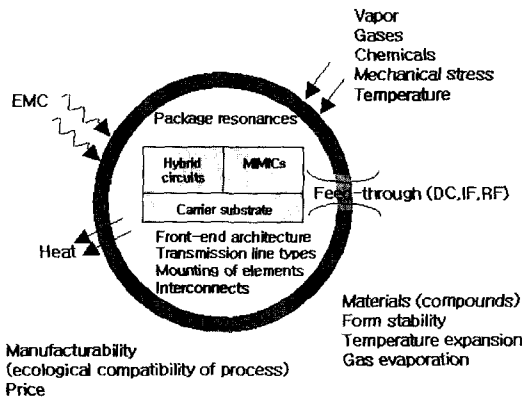 Vapor
Gases
Chemicals
Mechanical stress
Temperature
EMC
Package resonances
Hybrid
circuits
MIMICs
Carrier substrate
Feed-through (DC,IF,RF)
Front-end architecture
Transmission line types
Mounting of elements
Interconnects
Heat
Materials (compounds)
Form stability
Temperature expansion
Gas evaporation
Manufacturability
(ecological compatibility of process)
Price